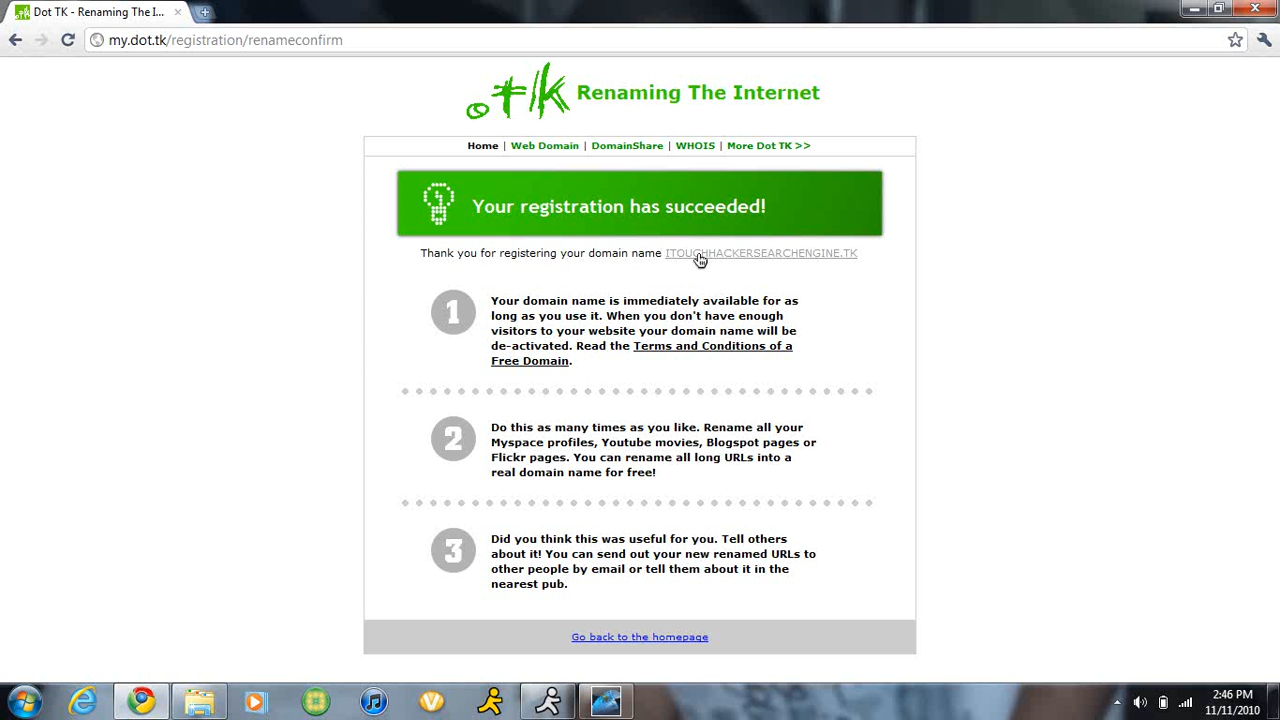 Dot TK - Renaming The I...
my.dot.tk/registration/renameconfirm
.tk Renaming The Internet
Home | Web Domain | DomainShare | WHOIS | More Dot TK >>
Your registration has succeeded!
Thank you for registering your domain name ITOUCHHACKERSEARCHENGINE.TK
1
Your domain name is immediately available for as
long as you use it. When you don't have enough
visitors to your website your domain name will be
de-activated. Read the Terms and Conditions of a
Free Domain.
2
Do this as many times as you like. Rename all your
Myspace profiles, Youtube movies, Blogspot pages or
Flickr pages. You can rename all long URLs into a
real domain name for free!
3
Did you think this was useful for you. Tell others
about it! You can send out your new renamed URLs to
other people by email or tell them about it in the
nearest pub.
Go back to the homepage
2:46 PM
11/11/2010